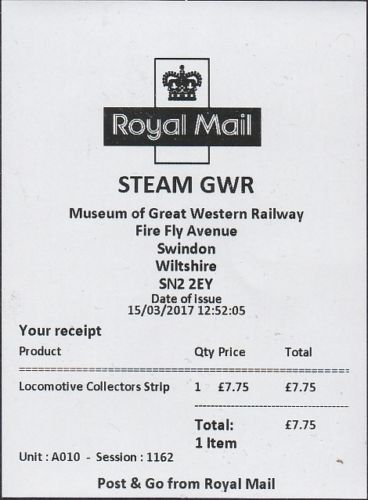 Royal Mail
STEAM GWR
Museum of Great Western Railway
Fire Fly Avenue
Swindon
Wiltshire
SN2 2EY
Date of issue
15/03/2017 12:52:05
Your receipt
Product Qty Price Total
Locomotive Collectors Strip 1 £7.75 £7.75
Total: £7.75
1 Item
Unit : A010 - Session : 1162
Post & Go from Royal Mail